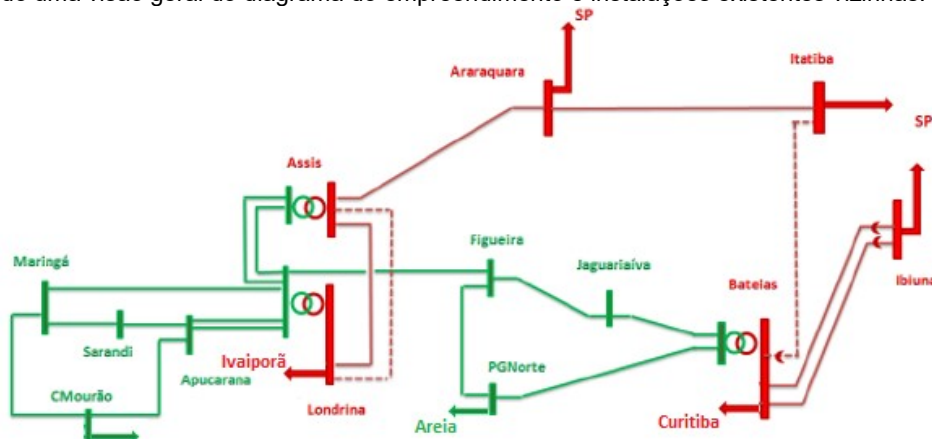 de uma visão geral do diagrama do empreendimento e instalações existentes vizinhas.
SP
Araraquara
Itatiba
SP
Assis
Maringá
Figueira
Jaguariaíva
Bateias
Ibiuna
Sarandi
Ivaiporã
PGNorte
Apucarana
CMourão
Londrina
Areia
Curitiba